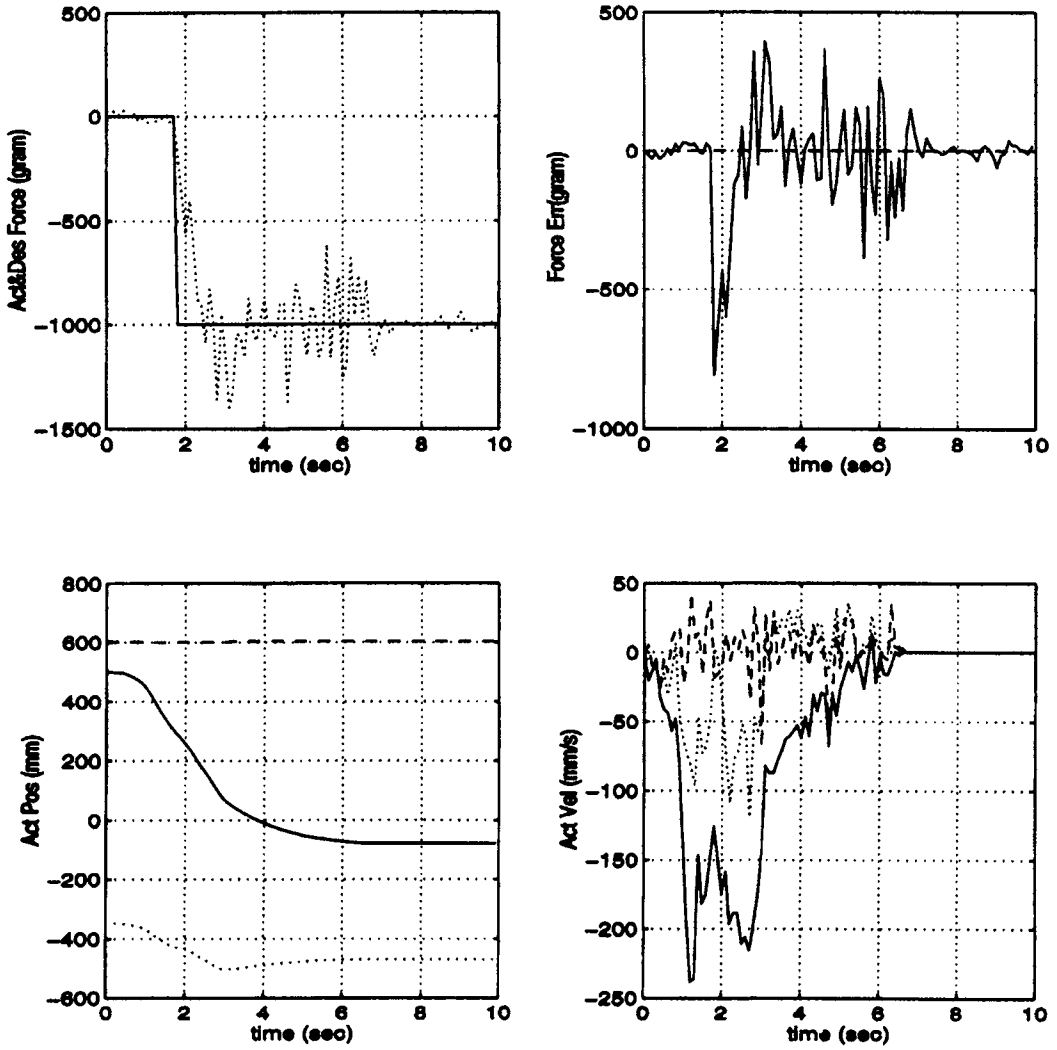 500
0
−500
−1000
−1500
Act&Des Force (gram)
0 2 4 6 8 10
time (sec)
500
0
−500
−1000
Force Err(gram)
0 2 4 6 8 10
time (sec)
800
600
400
200
0
−200
−400
−600
Act Pos (mm)
0 2 4 6 8 10
time (sec)
50
0
−50
−100
−150
−200
−250
Act Vel (mm/s)
0 2 4 6 8 10
time (sec)